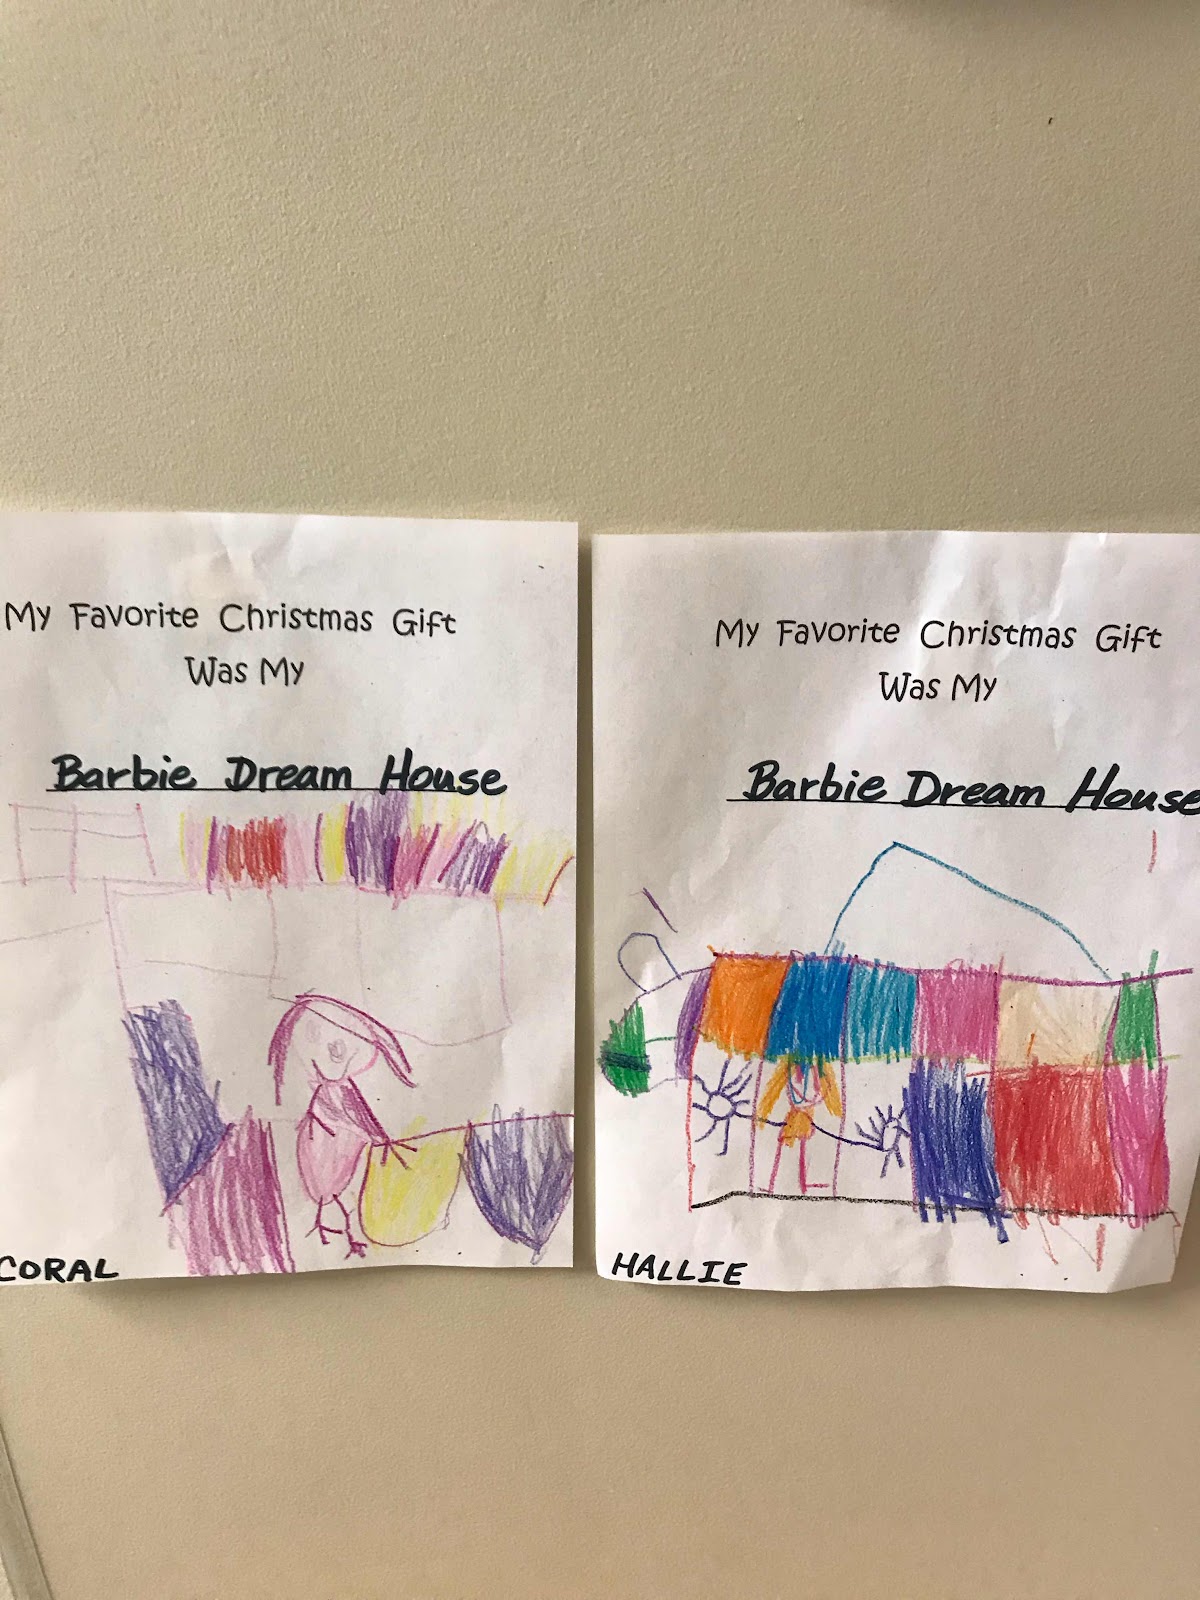 My Favorite Christmas Gift
Was My
Barbie Dream House
CORAL
My Favorite Christmas Gift
Was My
Barbie Dream House
HALLIE